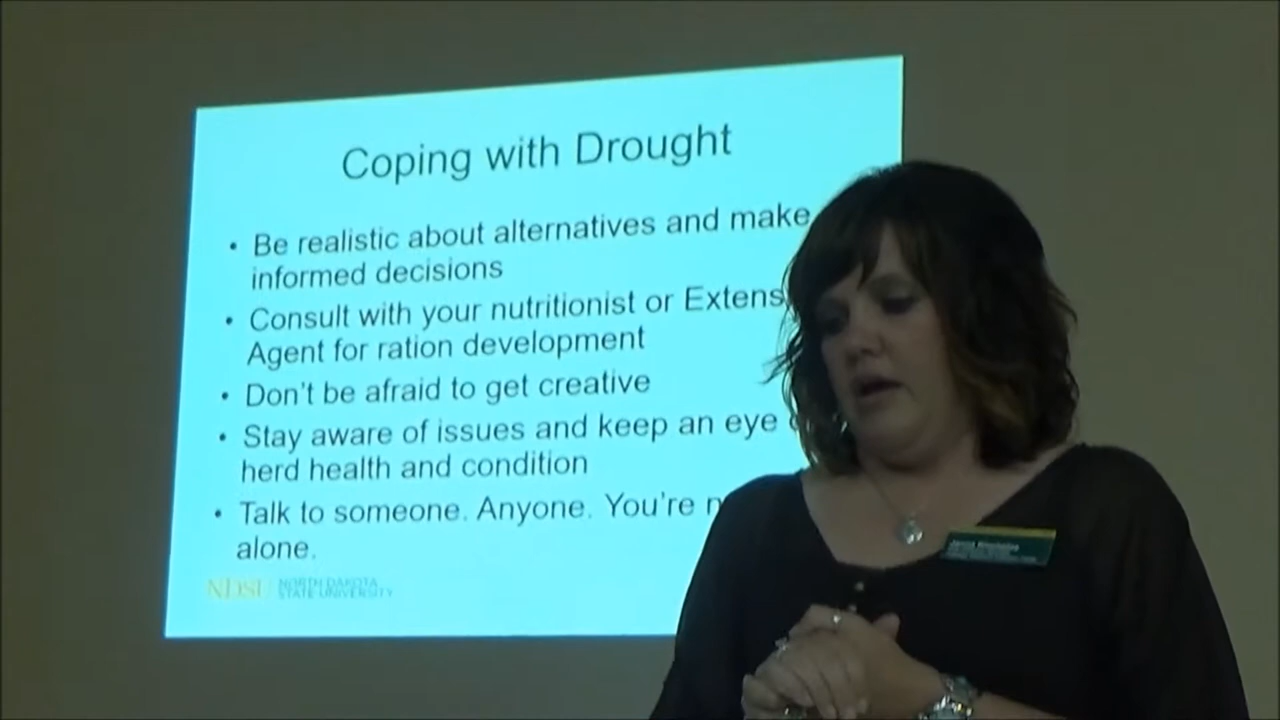 Coping with Drought
• Be realistic about alternatives and make
informed decisions
• Consult with your nutritionist or Extens
Agent for ration development
• Don't be afraid to get creative
• Stay aware of issues and keep an eye
herd health and condition
• Talk to someone. Anyone. You're n
alone.
NDSU NORTH DAKOTA
STATE UNIVERSITY